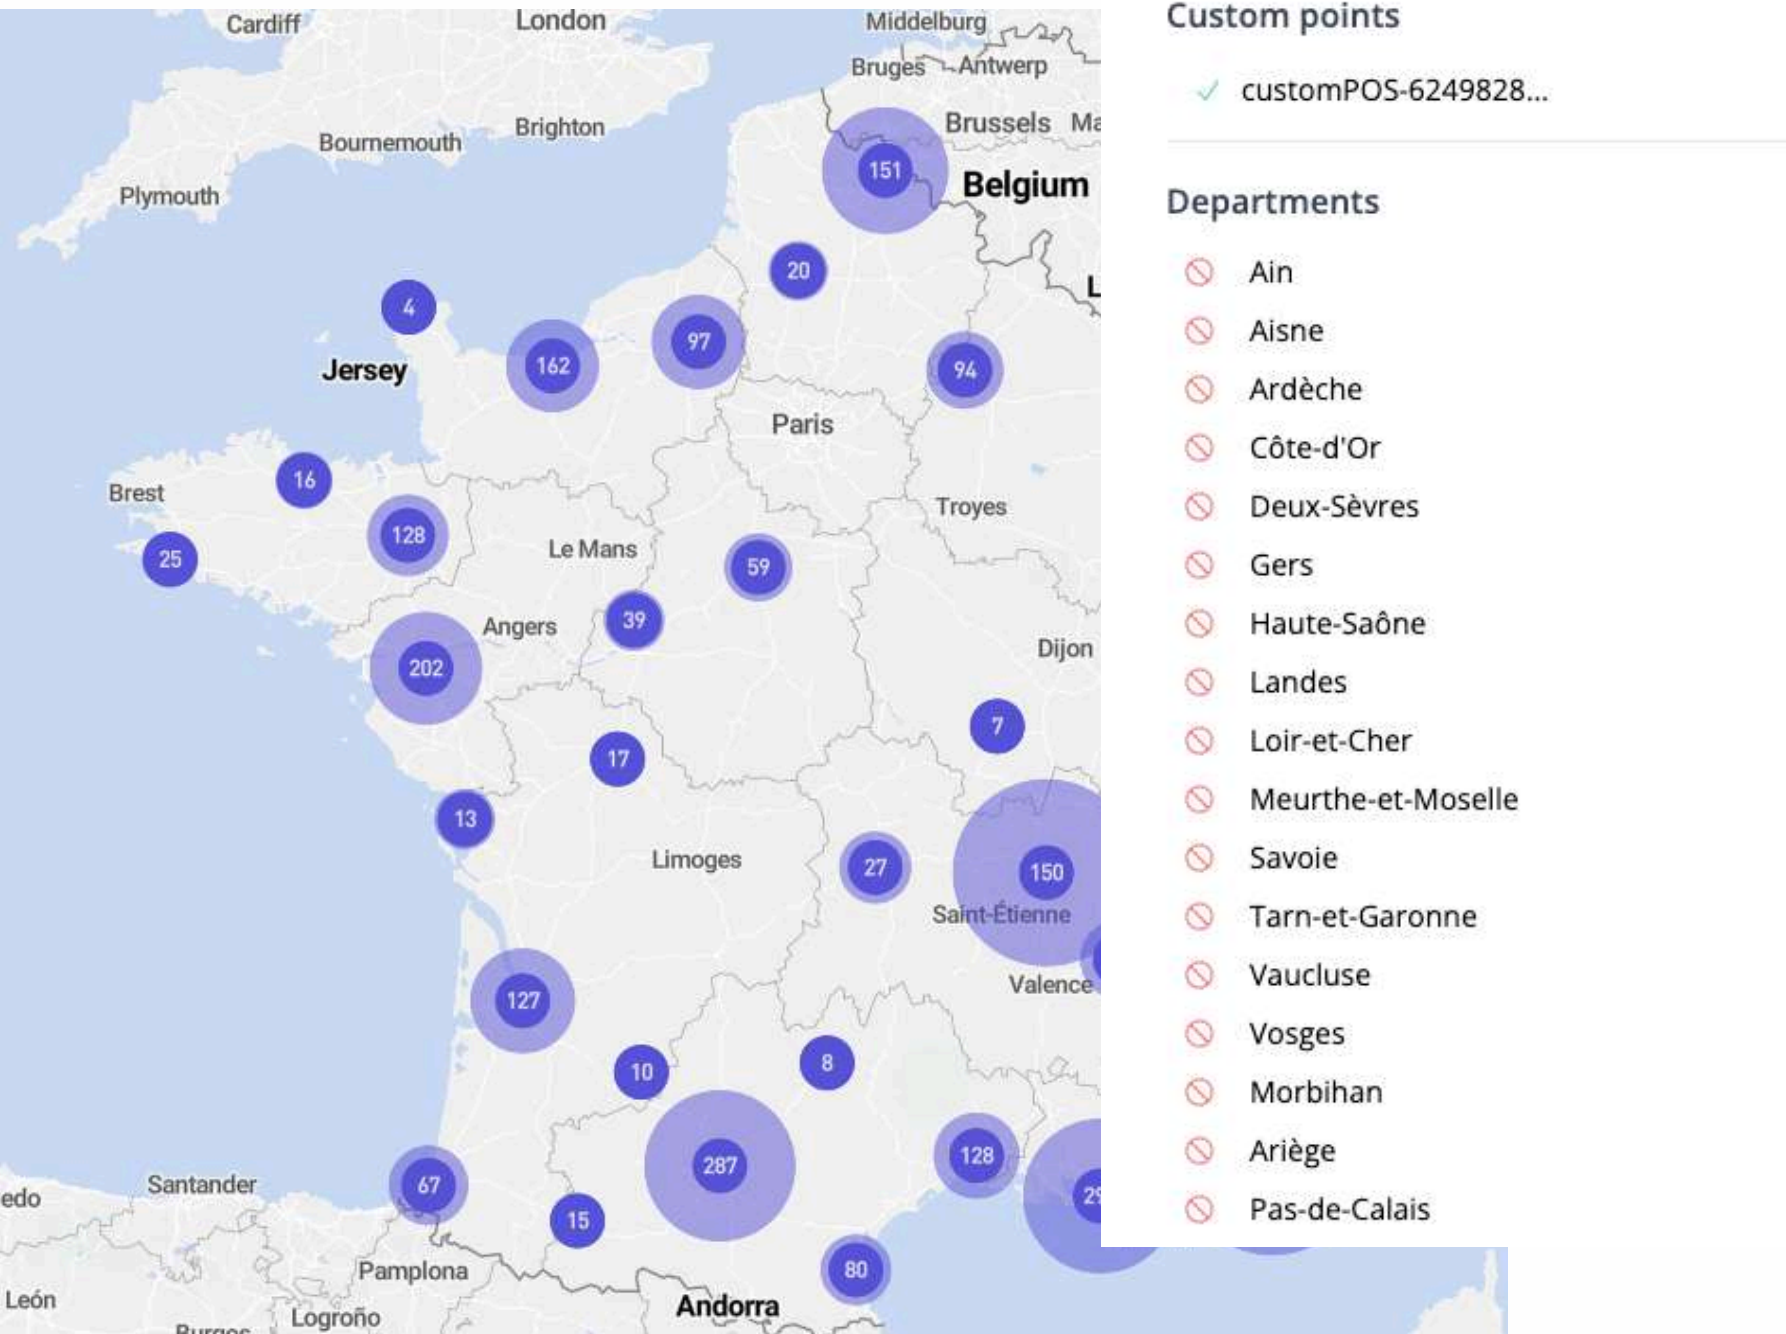 Cardiff
London
Middelburg
Bruges
Antwerp
Brussels
Bournemouth
Brighton
Plymouth
151
Belgium
20
4
97
162
94
Jersey
Paris
16
Brest
128
Troyes
Le Mans
25
59
39
Angers
202
Dijon
7
17
13
Limoges
27
150
Saint-Étienne
Valence
127
10
8
128
287
67
Santander
15
80
Pamplona
Andorra
León
Logroño
Custom points
customPOS-6249828...
Departments
Ain
Aisne
Ardèche
Côte-d'Or
Deux-Sèvres
Gers
Haute-Saône
Landes
Loir-et-Cher
Meurthe-et-Moselle
Savoie
Tarn-et-Garonne
Vaucluse
Vosges
Morbihan
Ariège
Pas-de-Calais